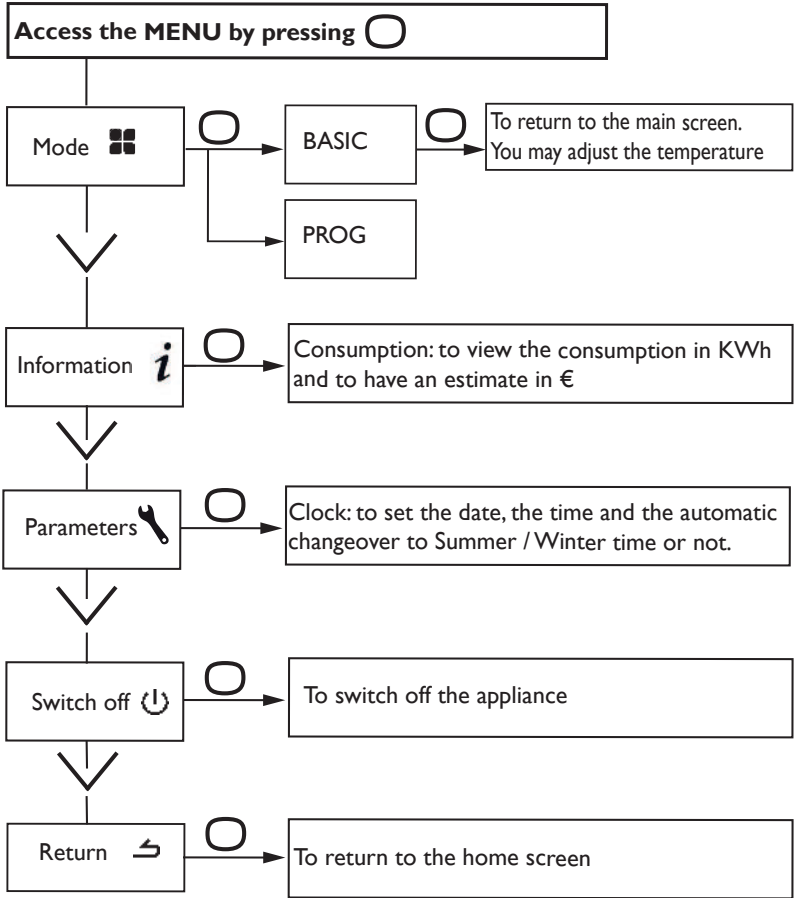 Access the MENU by pressing
Mode
BASIC
To return to the main screen.
You may adjust the temperature
PROG
Information i
Consumption: to view the consumption in KWh
and to have an estimate in €
Parameters
Clock: to set the date, the time and the automatic
changeover to Summer / Winter time or not.
Switch off
To switch off the appliance
Return
To return to the home screen